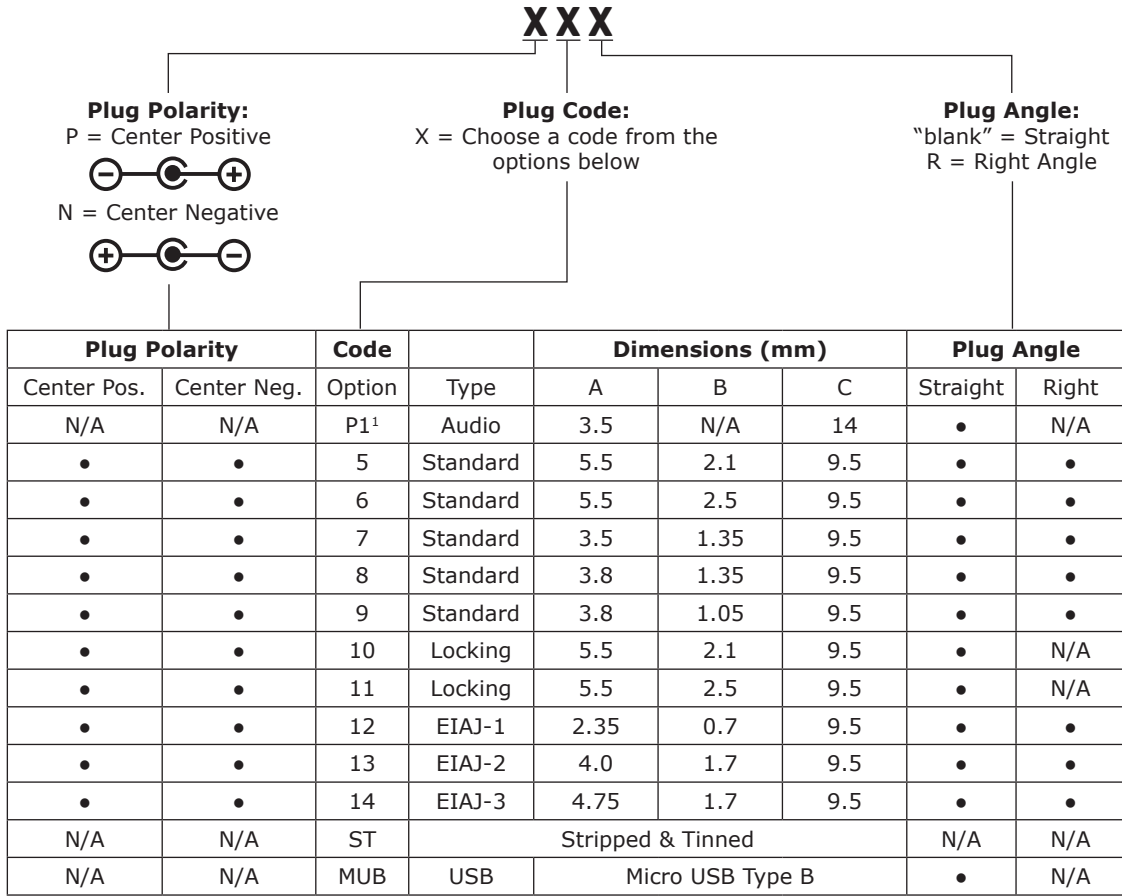 X X X
Plug Polarity:
P = Center Positive
N = Center Negative
Plug Code:
X = Choose a code from the
options below
Plug Angle:
“blank” = Straight
R = Right Angle
Plug Polarity Code Dimensions (mm) Plug Angle
Center Pos. Center Neg. Option Type A B C Straight Right
N/A N/A P1¹ Audio 3.5 N/A 14 ● N/A
● ● 5 Standard 5.5 2.1 9.5 ● ●
● ● 6 Standard 5.5 2.5 9.5 ● ●
● ● 7 Standard 3.5 1.35 9.5 ● ●
● ● 8 Standard 3.8 1.35 9.5 ● ●
● ● 9 Standard 3.8 1.05 9.5 ● ●
● ● 10 Locking 5.5 2.1 9.5 ● N/A
● ● 11 Locking 5.5 2.5 9.5 ● N/A
● ● 12 EIAJ-1 2.35 0.7 9.5 ● ●
● ● 13 EIAJ-2 4.0 1.7 9.5 ● ●
● ● 14 EIAJ-3 4.75 1.7 9.5 ● ●
N/A N/A ST Stripped & Tinned N/A N/A
N/A N/A MUB USB Micro USB Type B ● N/A